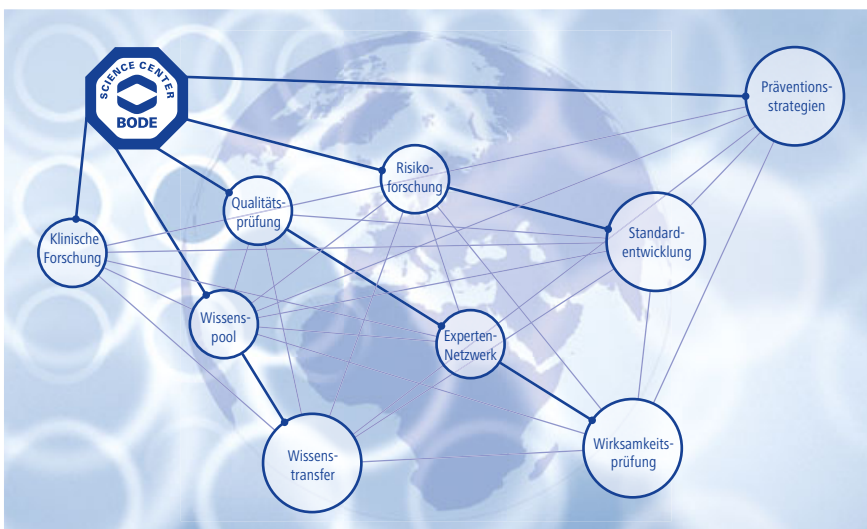 SCIENCE CENTER
BODE
Präventions-
strategien
Risiko-
forschung
Qualitäts-
prüfung
Klinische
Forschung
Standard-
entwicklung
Wissens-
pool
Experten-
Netzwerk
Wissens-
transfer
Wirksamkeits-
prüfung